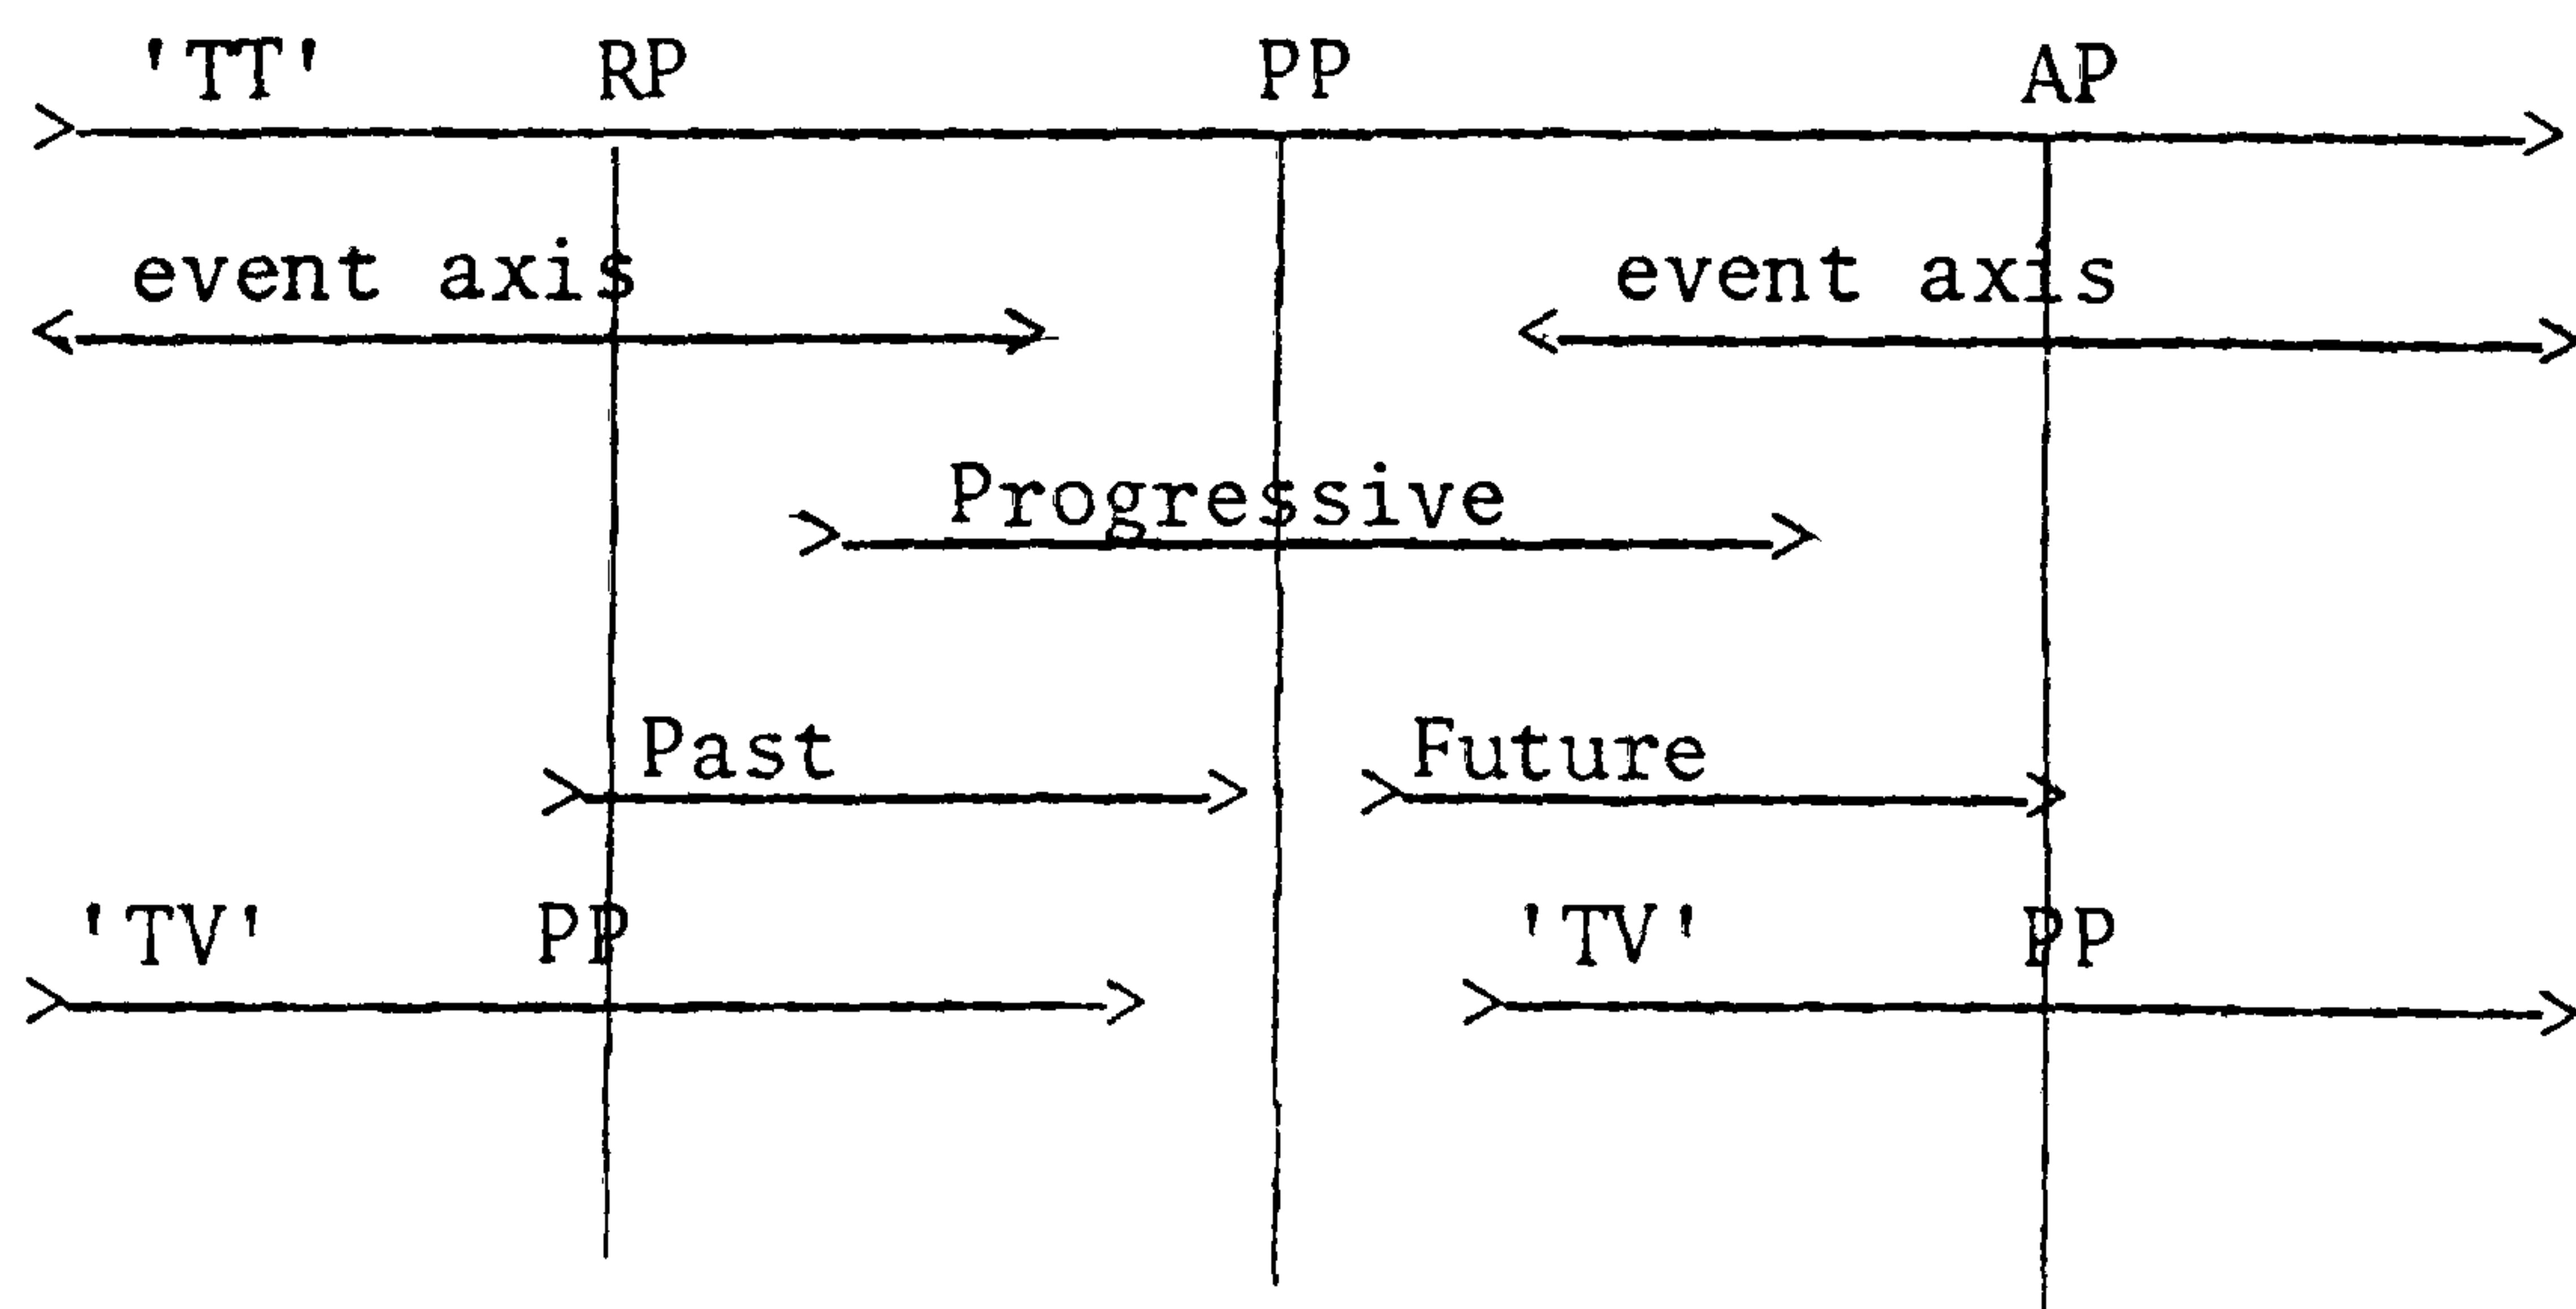 'TT' RP PP AP
event axis event axis
Progressive
Past Future
'TV' PP 'TV' PP